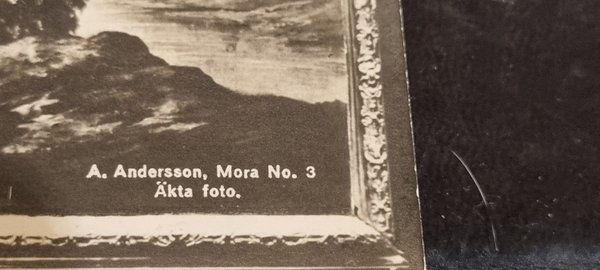 A. Andersson, Mora No. 3
Äkta foto.